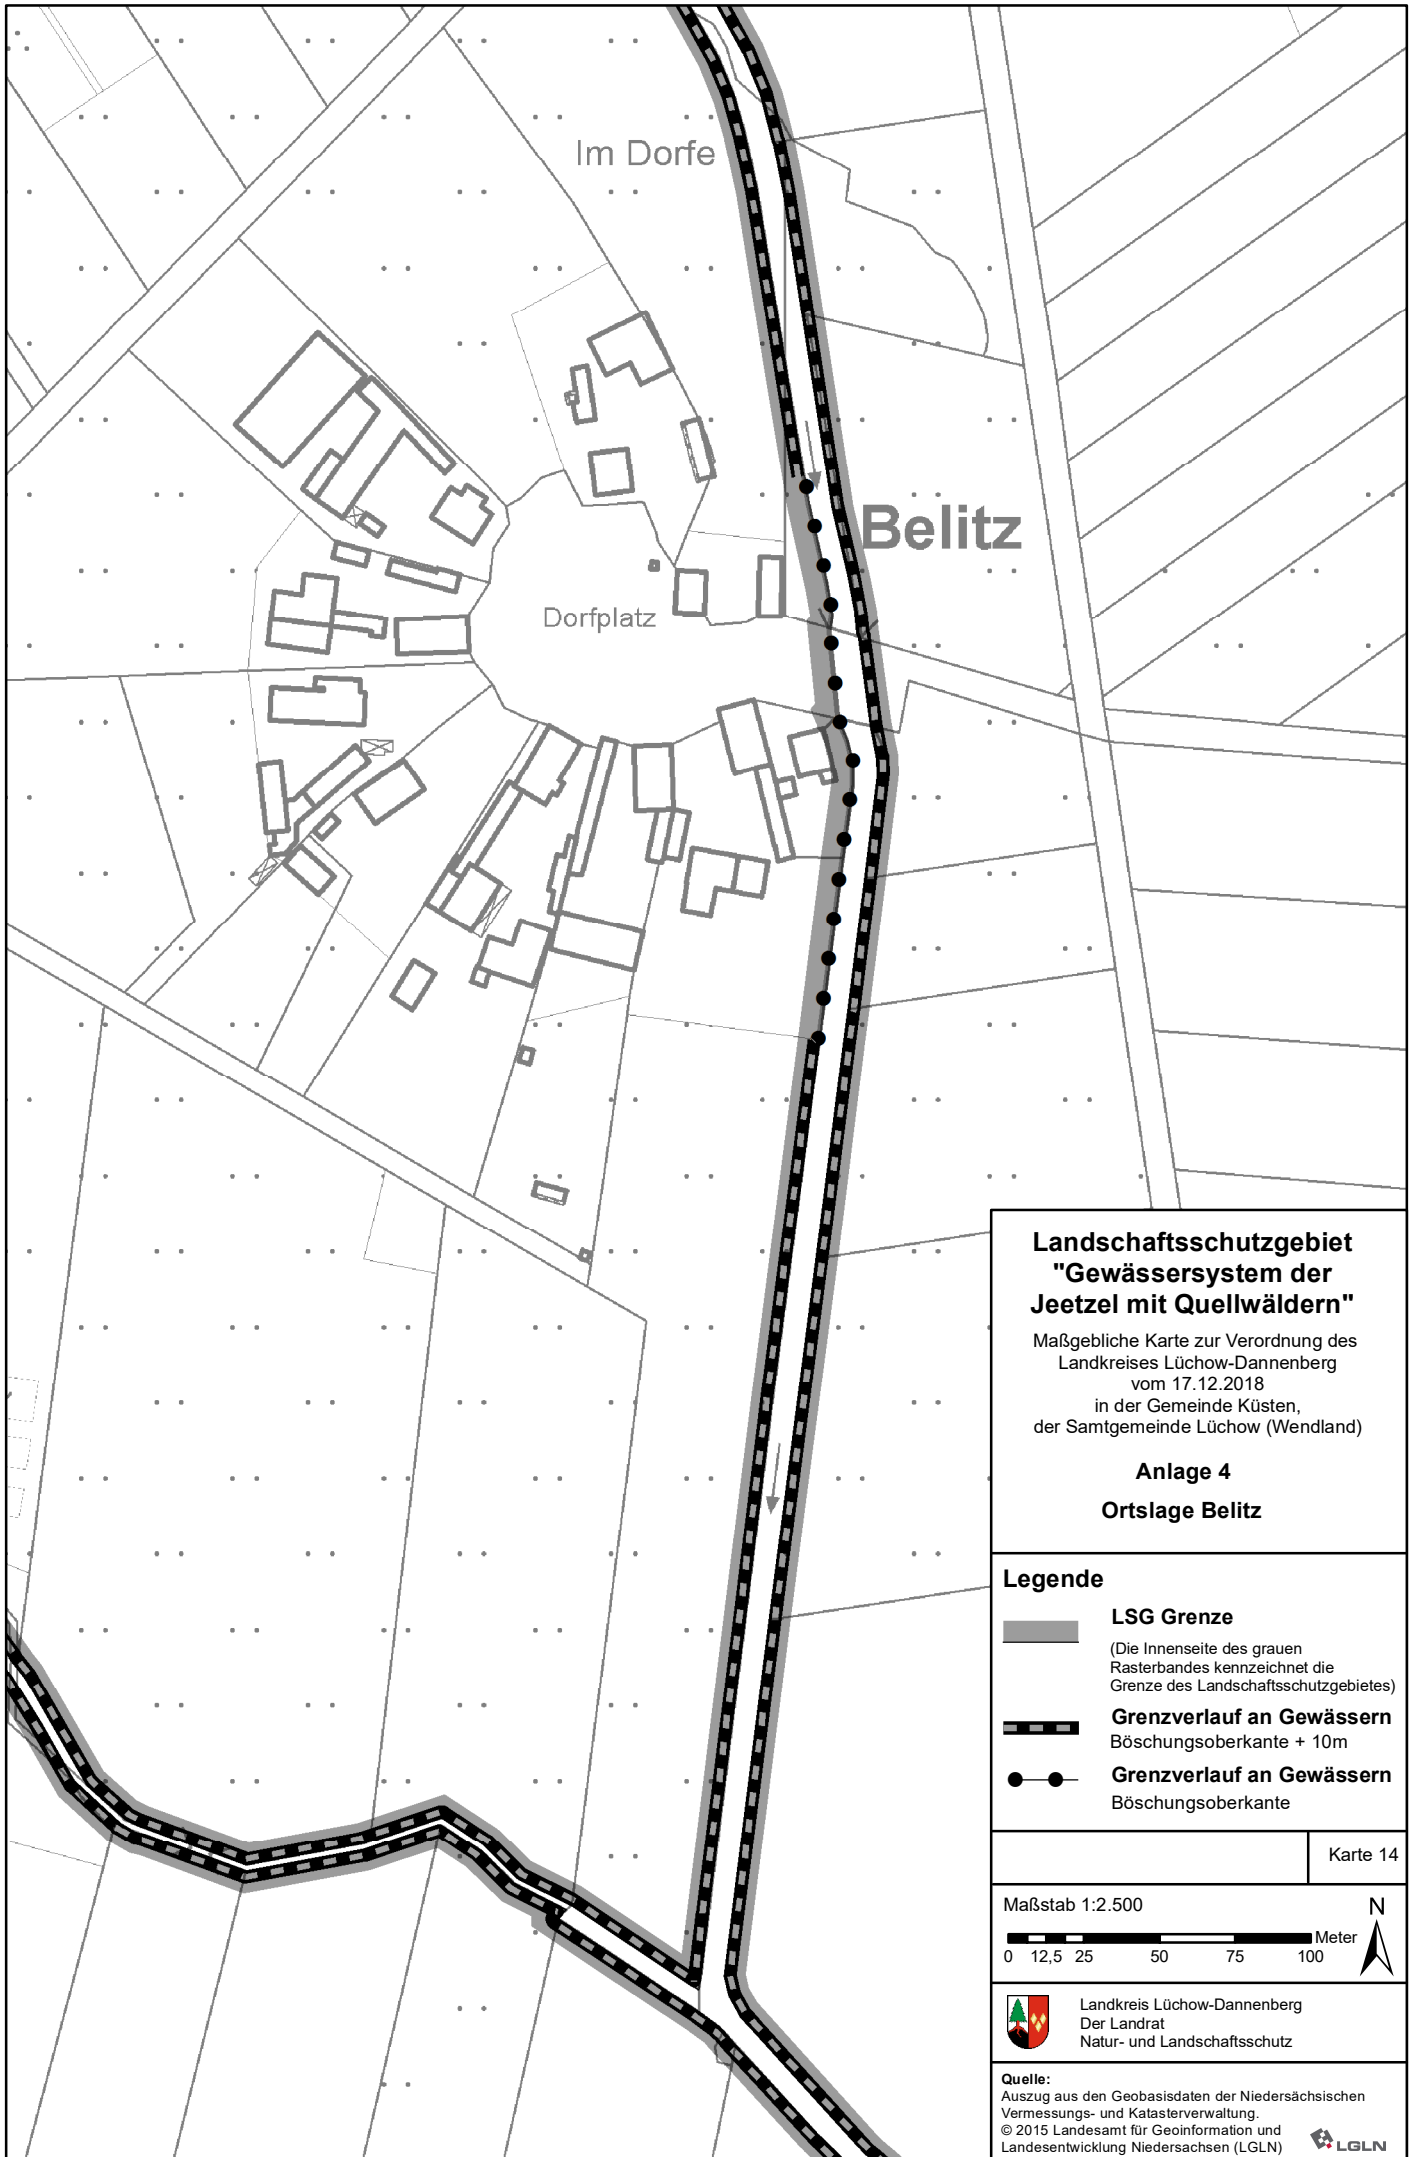 Im Dorfe
Belitz
Dorfplatz
Landschaftsschutzgebiet
"Gewässersystem der
Jeetzel mit Quellwäldern"
Maßgebliche Karte zur Verordnung des
Landkreises Lüchow-Dannenberg
vom 17.12.2018
in der Gemeinde Küsten,
der Samtgemeinde Lüchow (Wendland)
Anlage 4
Ortslage Belitz
Legende
LSG Grenze
(Die Innenseite des grauen
Rasterbandes kennzeichnet die
Grenze des Landschaftsschutzgebietes)
Grenzverlauf an Gewässern
Böschungsoberkante + 10m
Grenzverlauf an Gewässern
Böschungsoberkante
Karte 14
Maßstab 1:2.500
N
Meter
0 12,5 25 50 75 100
Landkreis Lüchow-Dannenberg
Der Landrat
Natur- und Landschaftsschutz
Quelle:
Auszug aus den Geobasisdaten der Niedersächsischen
Vermessungs- und Katasterverwaltung.
© 2015 Landesamt für Geoinformation und
Landesentwicklung Niedersachsen (LGLN)
LGLN